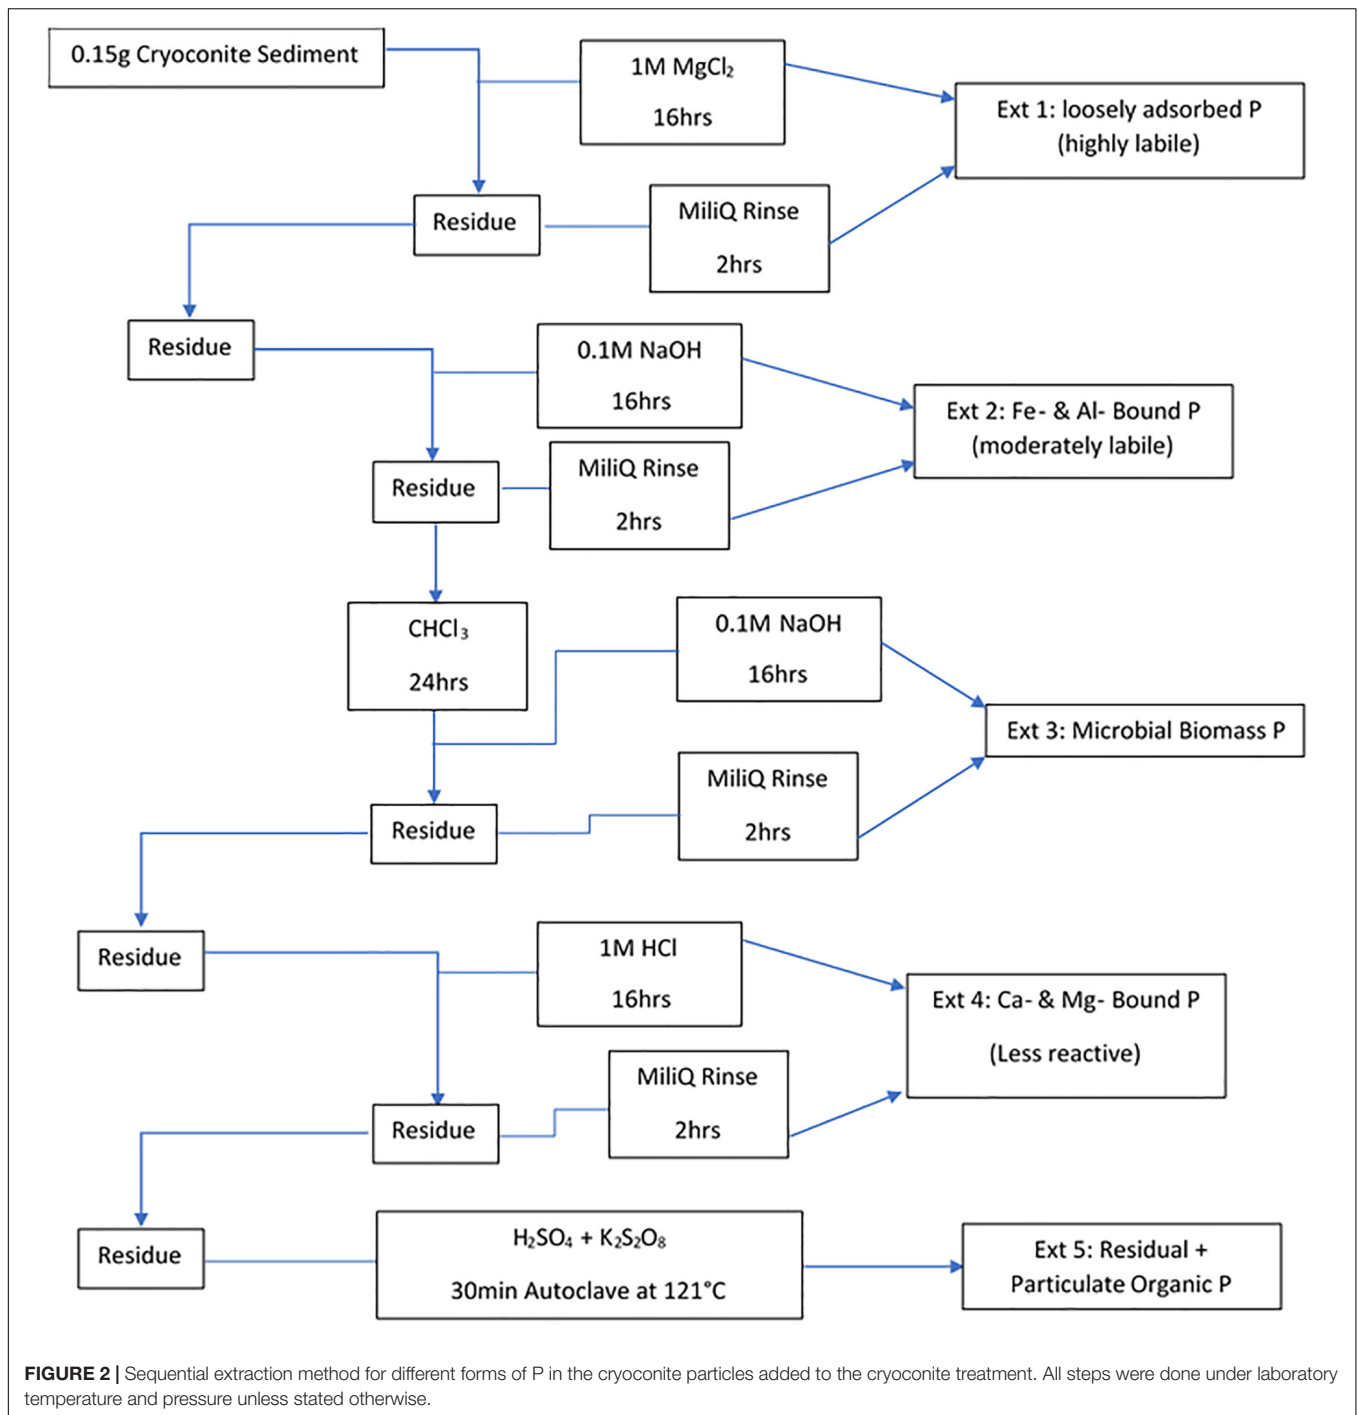 0.15g Cryoconite Sediment
1M MgCl₂
16hrs
Ext 1: loosely adsorbed P
(highly labile)
Residue
MiliQ Rinse
2hrs
Residue
0.1M NaOH
16hrs
Ext 2: Fe- & Al- Bound P
(moderately labile)
Residue
MiliQ Rinse
2hrs
CHCl₃
24hrs
0.1M NaOH
16hrs
Ext 3: Microbial Biomass P
Residue
MiliQ Rinse
2hrs
Residue
1M HCl
16hrs
Ext 4: Ca- & Mg- Bound P
(Less reactive)
Residue
MiliQ Rinse
2hrs
Residue
H₂SO₄ + K₂S₂O₈
30min Autoclave at 121°C
Ext 5: Residual +
Particulate Organic P
FIGURE 2 | Sequential extraction method for different forms of P in the cryoconite particles added to the cryoconite treatment. All steps were done under laboratory
temperature and pressure unless stated otherwise.